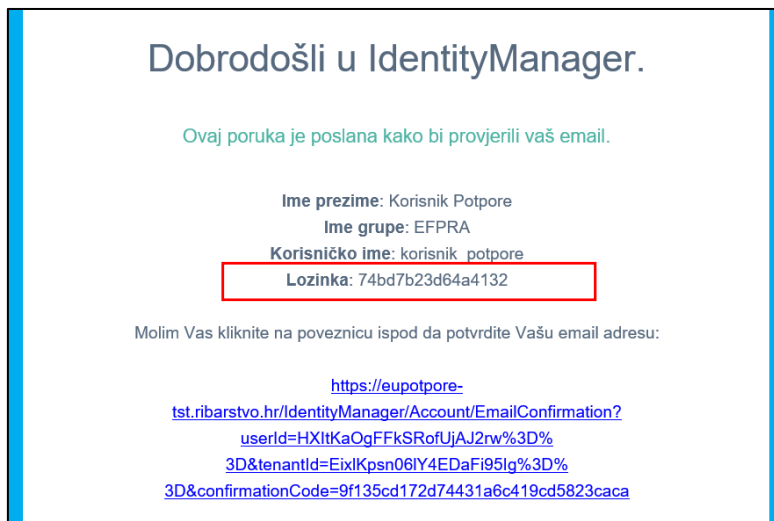 Dobrodošli u IdentityManager.
Ovaj poruka je poslana kako bi provjerili vaš email.
Ime prezime: Korisnik Potpore
Ime grupe: EFPRA
Korisničko ime: korisnik_potpore
Lozinka: 74bd7b23d64a4132
Molim Vas kliknite na poveznicu ispod da potvrdite Vašu email adresu:
https://eupotpore-
tst.ribarstvo.hr/IdentityManager/Account/EmailConfirmation?
userId=HXItKaOgFFkSRofUjAJ2rw%3D%
3D&tenantId=EixlKpsn06lY4EDaFi95Ig%3D%
3D&confirmationCode=9f135cd172d74431a6c419cd5823caca